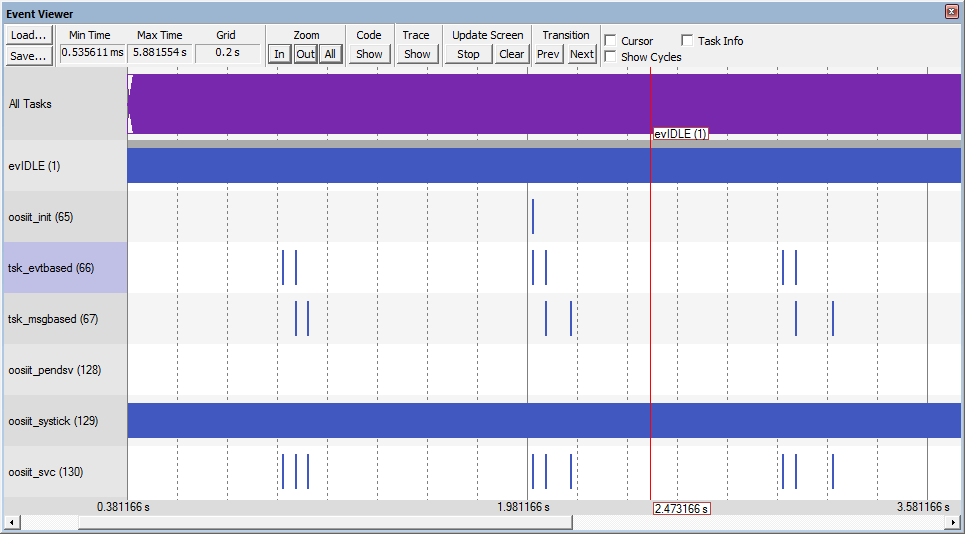 Event Viewer
Load... Min Time Max Time Grid Zoom Code Trace Update Screen Transition Cursor Task Info
Save... 0.535611 ms 5.881554 s 0.2 s In Out All Show Show Stop Clear Prev Next Show Cycles
All Tasks
evIDLE (1)
evIDLE (1)
oosiit_init (65)
tsk_evtbased (66)
tsk_msgbased (67)
oosiit_pendsv (128)
oosiit_systick (129)
oosiit_svc (130)
0.381166 s 1.981166 s 2.473166 s 3.581166 s